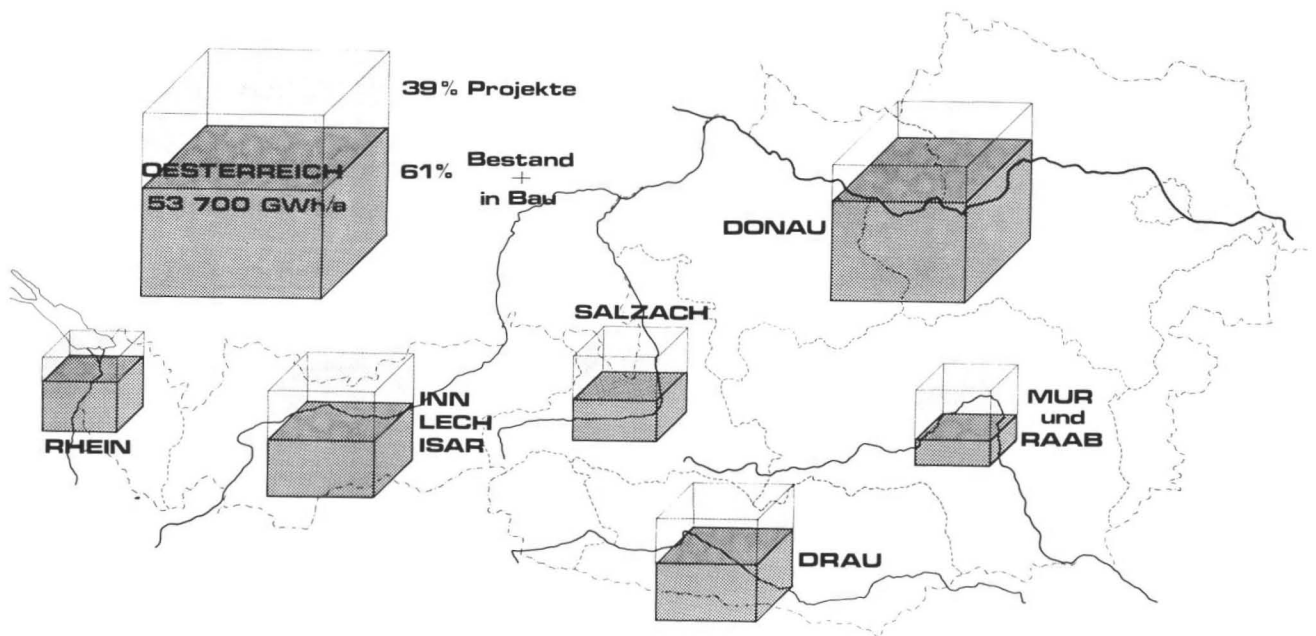 39% Projekte
61% Bestand
+
in Bau
OESTERREICH
53 700 GWh/a
DONAU
SALZACH
RHEIN
INN
LECH
ISAR
MUR
und
RAAB
DRAU